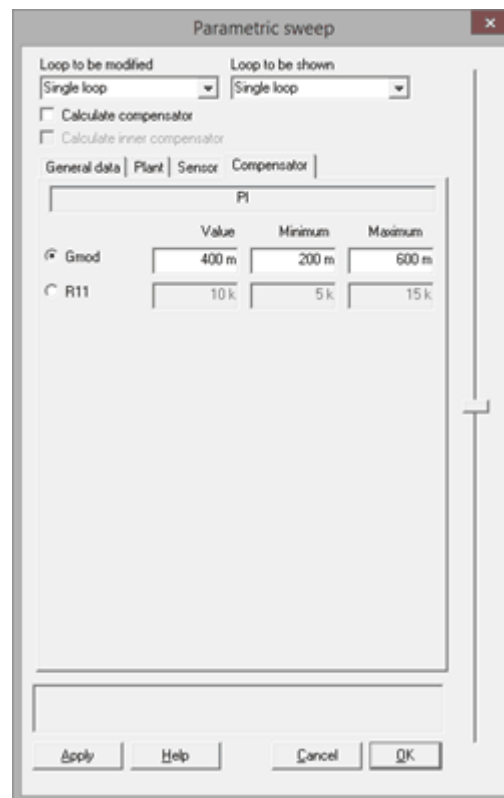 Parametric sweep
Loop to be modified Loop to be shown
Single loop Single loop
Calculate compensator
Calculate inner compensator
General data Plant Sensor Compensator
PI
Value Minimum Maximum
Gmod 400 m 200 m 600 m
R11 10 k 5 k 15 k
Apply Help Cancel OK